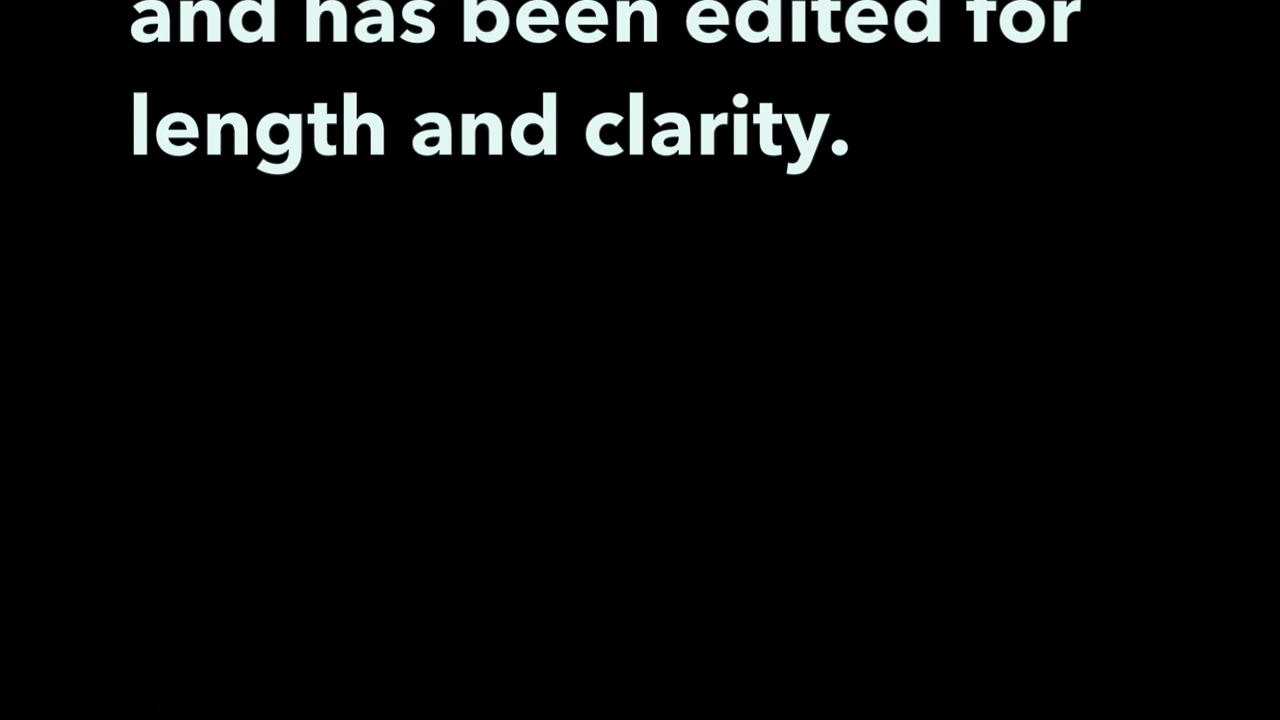 and has been edited for
length and clarity.